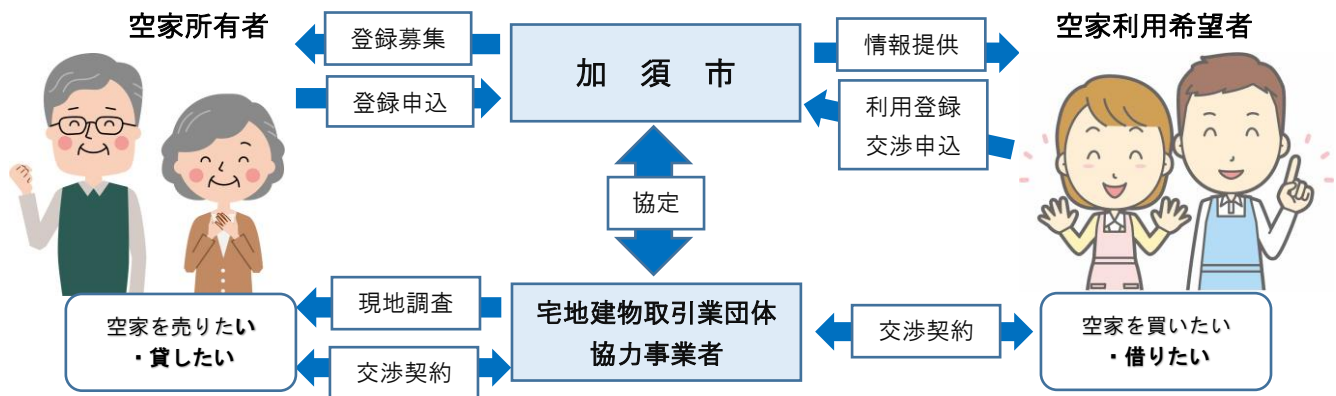 空家所有者
登録募集
登録申込
加　須　市
情報提供
利用登録
交渉申込
空家利用希望者
協定
空家を売りたい
・貸したい
現地調査
交渉契約
宅地建物取引業団体
協力事業者
交渉契約
空家を買いたい
・借りたい